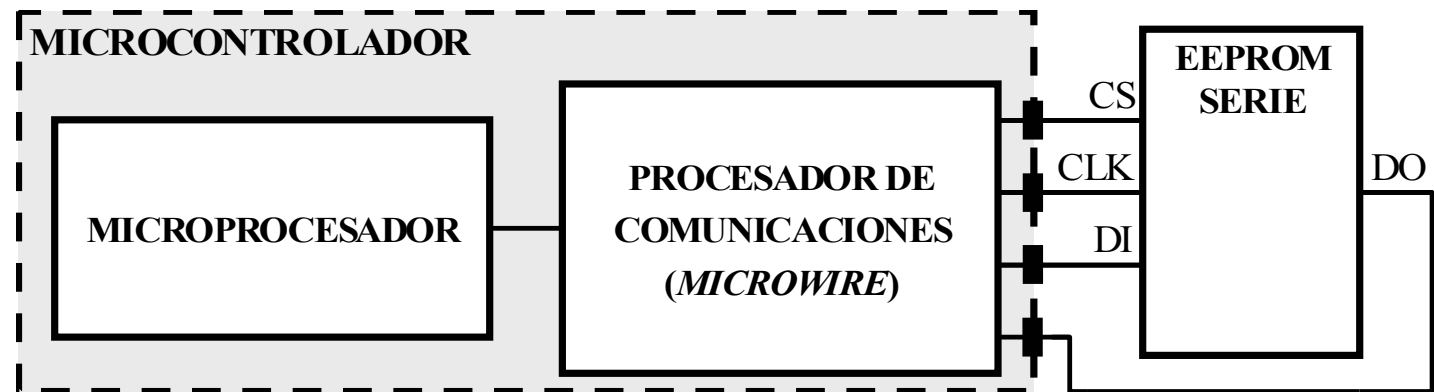 MICROCONTROLADOR
MICROPROCESADOR
PROCESADOR DE
COMUNICACIONES
(MICROWIRE)
CS
CLK
DI
EEPROM
SERIE
DO